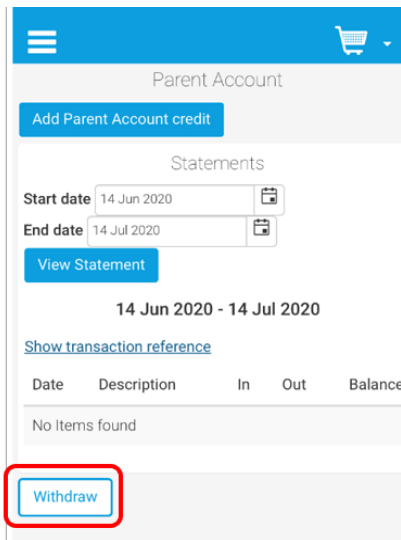 Parent Account
Add Parent Account credit
Statements
Start date 14 Jun 2020
End date 14 Jul 2020
View Statement
14 Jun 2020 - 14 Jul 2020
Show transaction reference
Date Description In Out Balance
No Items found
Withdraw